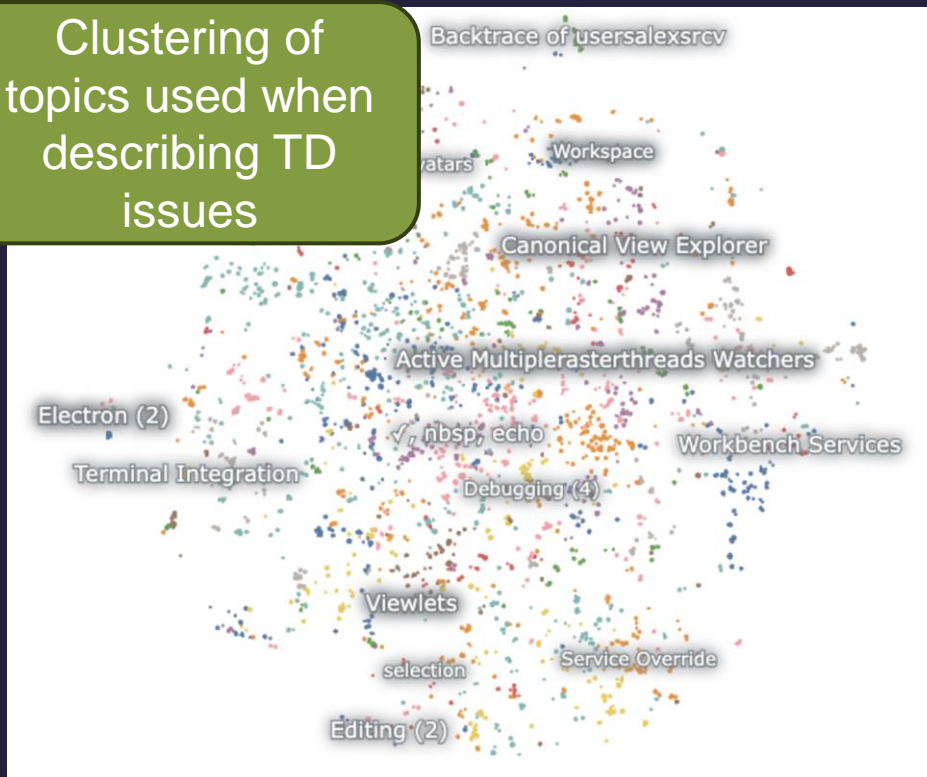 Clustering of
topics used when
describing TD
issues
Backtrace of usersalexsrcv
vatars
Workspace
Canonical View Explorer
Active Multiplerasterthreads Watchers
Electron (2)
✓, nbsp, echo
Workbench Services
Terminal Integration
Debugging (4)
Viewlets
Service Override
selection
Editing (2)